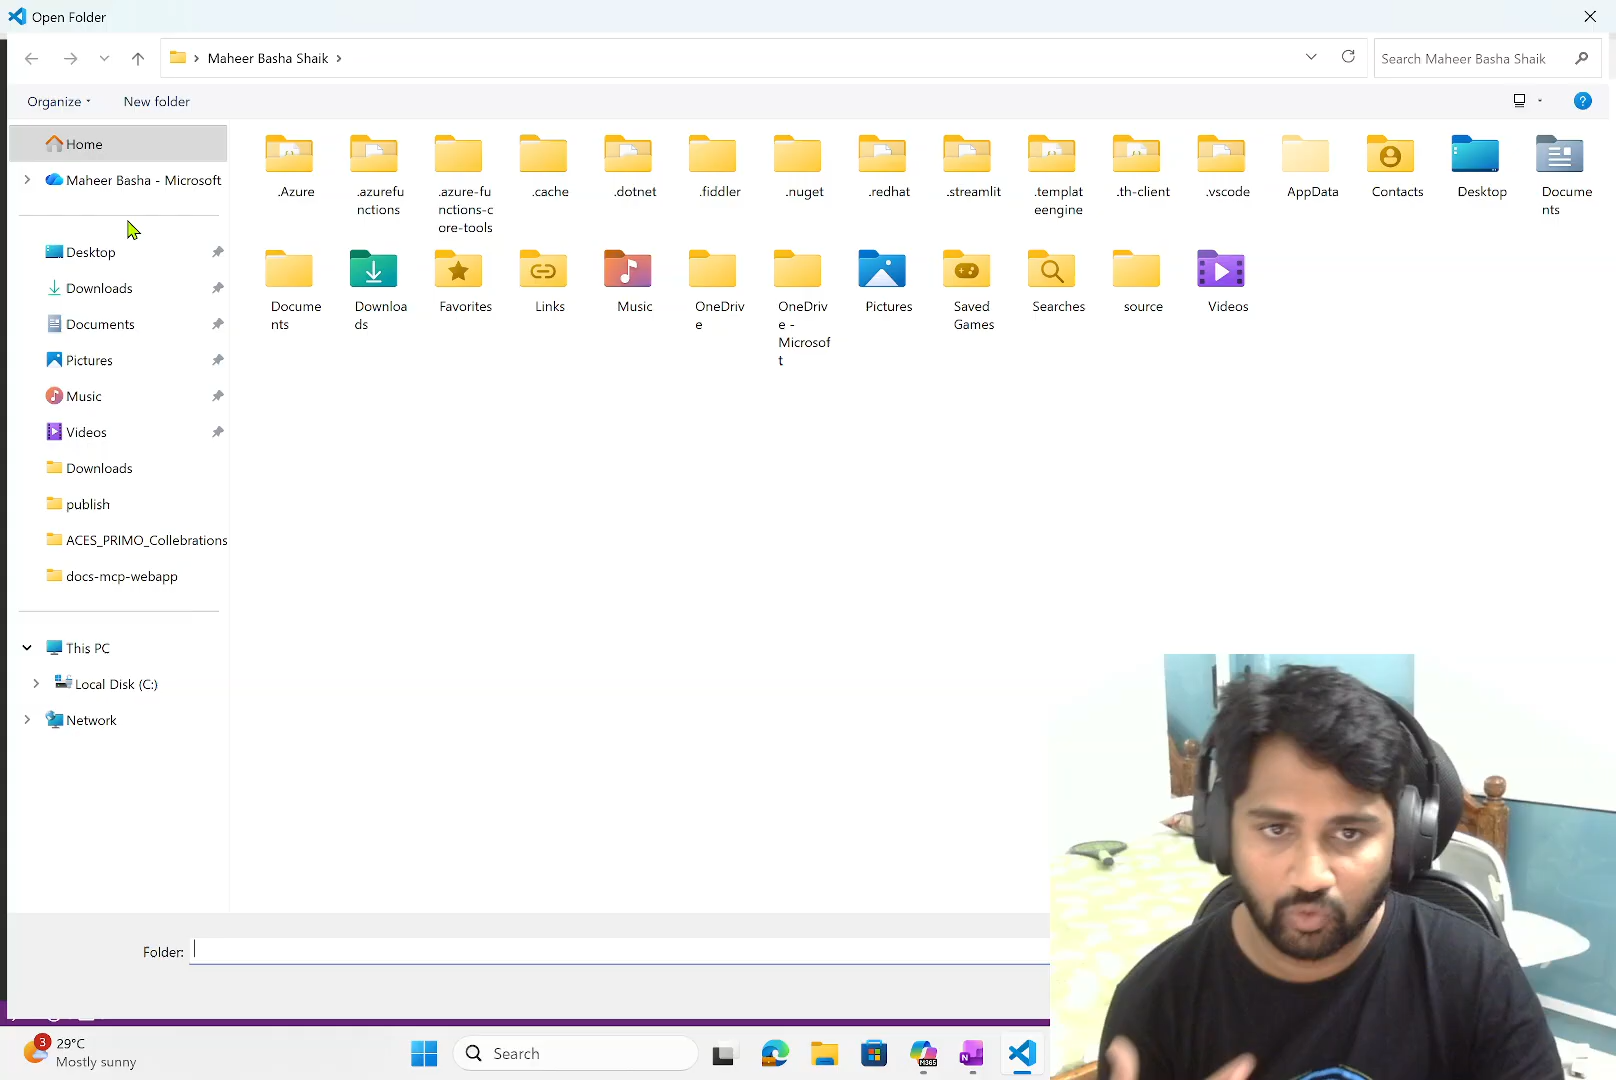 Open Folder
Maheer Basha Shaik
Search Maheer Basha Shaik
Organize
New folder
Home
Maheer Basha - Microsoft
Desktop
Downloads
Documents
Pictures
Music
Videos
Downloads
publish
ACES_PRIMO_Collebrations
docs-mcp-webapp
This PC
Local Disk (C:)
Network
.Azure
.azurefu
nctions
.azure-fu
nctions-c
ore-tools
.cache
.dotnet
.fiddler
.nuget
.redhat
.streamlit
.templat
eengine
.th-client
.vscode
AppData
Contacts
Desktop
Docume
nts
Docume
nts
Downloa
ds
Favorites
Links
Music
OneDriv
e
OneDriv
e -
Microsof
t
Pictures
Saved
Games
Searches
source
Videos
Folder:
3
29°C
Mostly sunny
Search
M365
N